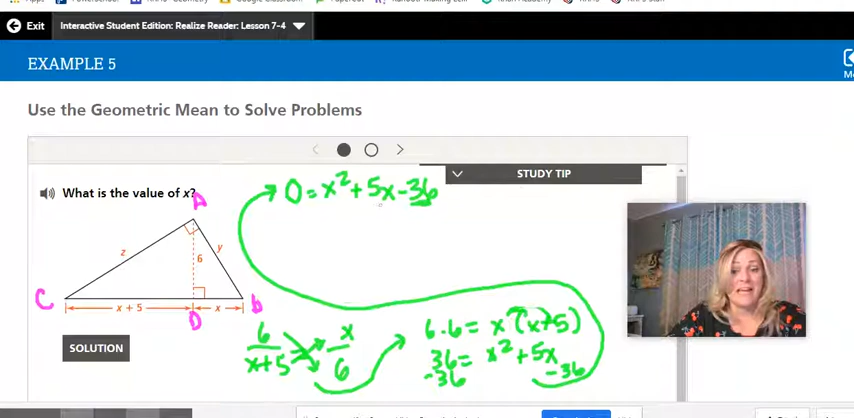 Exit
Interactive Student Edition: Realize Reader: Lesson 7-4
EXAMPLE 5
Use the Geometric Mean to Solve Problems
STUDY TIP
What is the value of x?
0 = x² + 5x - 36
A
z
y
6
C
b
x + 5
x
D
SOLUTION
6/x+5 = x/6
6·6 = x(x+5)
36 = x² + 5x
-36 -36